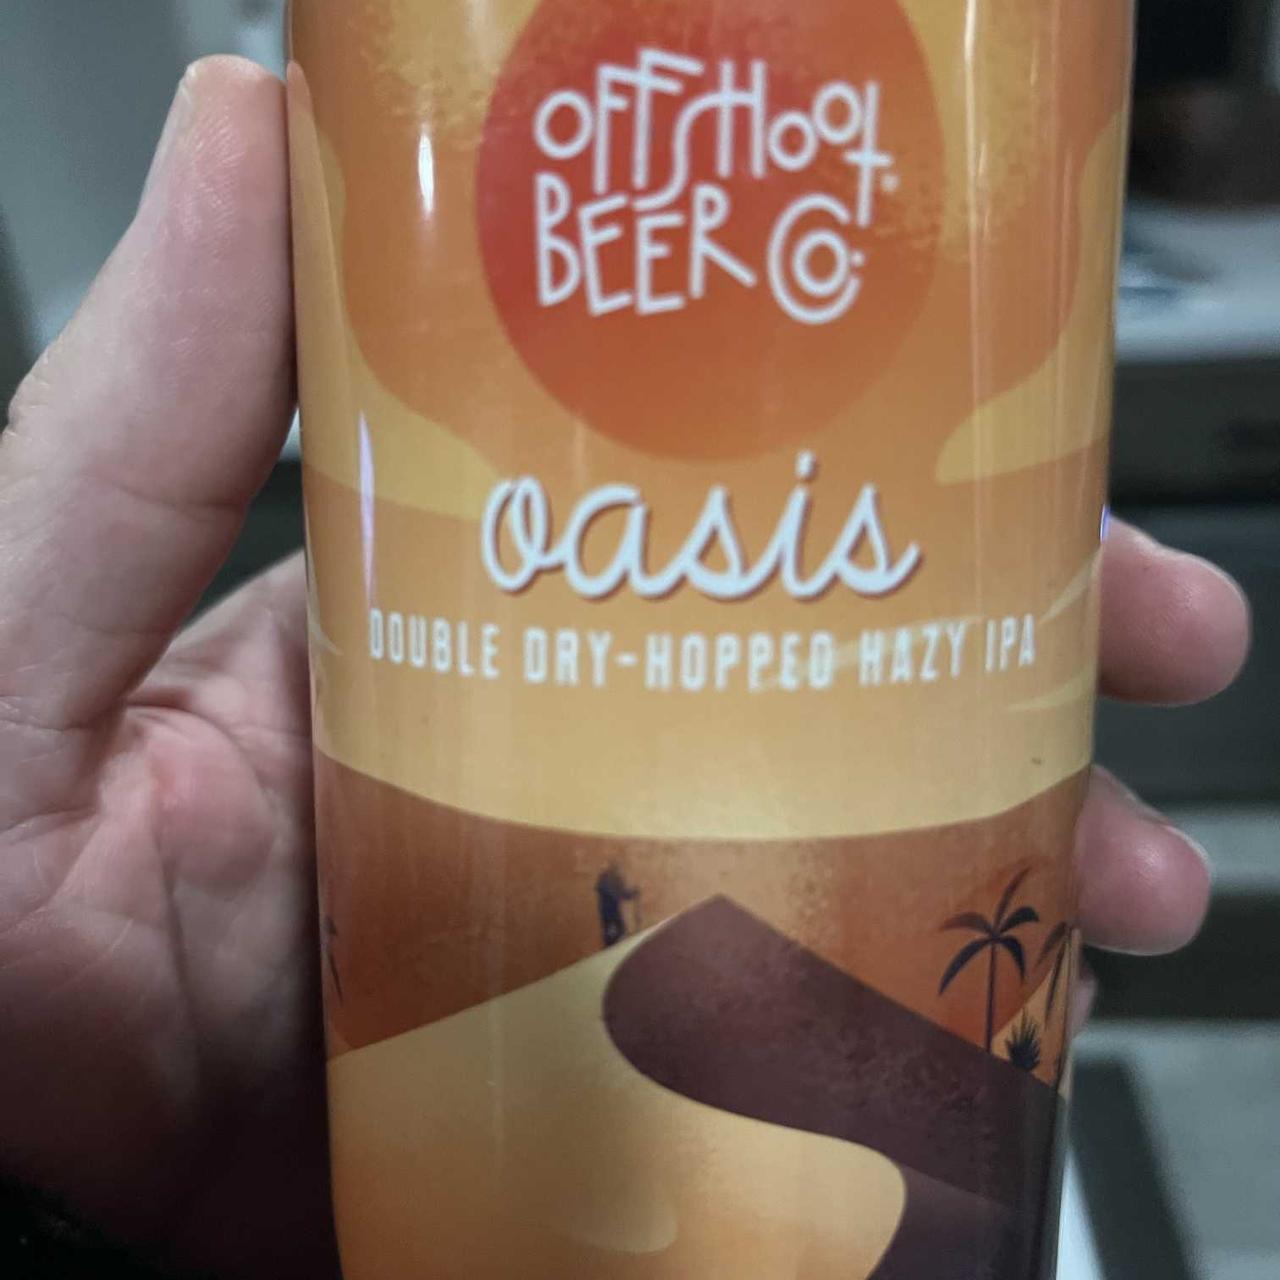 OFFSHOOT
BEER CO.
oasis
DOUBLE DRY-HOPPED HAZY IPA